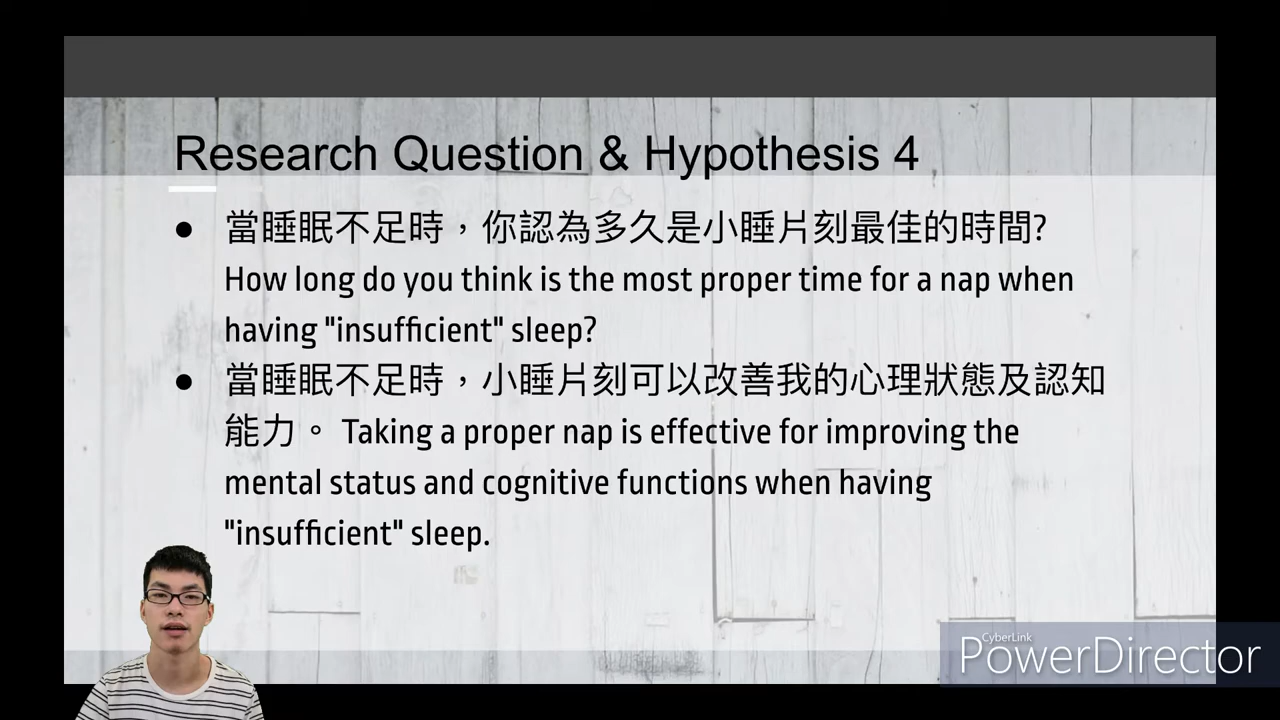 Research Question & Hypothesis 4
● 當睡眠不足時，你認為多久是小睡片刻最佳的時間?
How long do you think is the most proper time for a nap when
having "insufficient" sleep?
● 當睡眠不足時，小睡片刻可以改善我的心理狀態及認知
能力。 Taking a proper nap is effective for improving the
mental status and cognitive functions when having
"insufficient" sleep.
CyberLink
PowerDirector